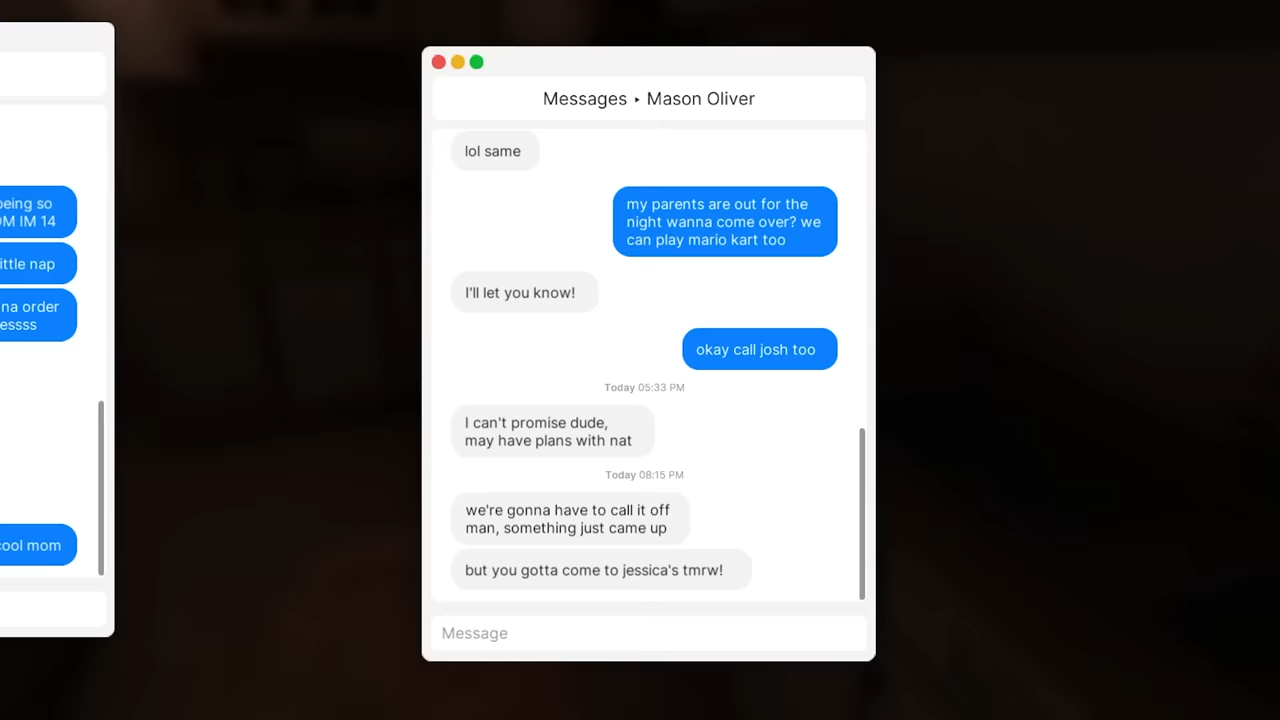 being so
OM IM 14
ittle nap
na order
essss
cool mom
Messages ▸ Mason Oliver
lol same
my parents are out for the
night wanna come over? we
can play mario kart too
I'll let you know!
okay call josh too
Today 05:33 PM
I can't promise dude,
may have plans with nat
Today 08:15 PM
we're gonna have to call it off
man, something just came up
but you gotta come to jessica's tmrw!
Message